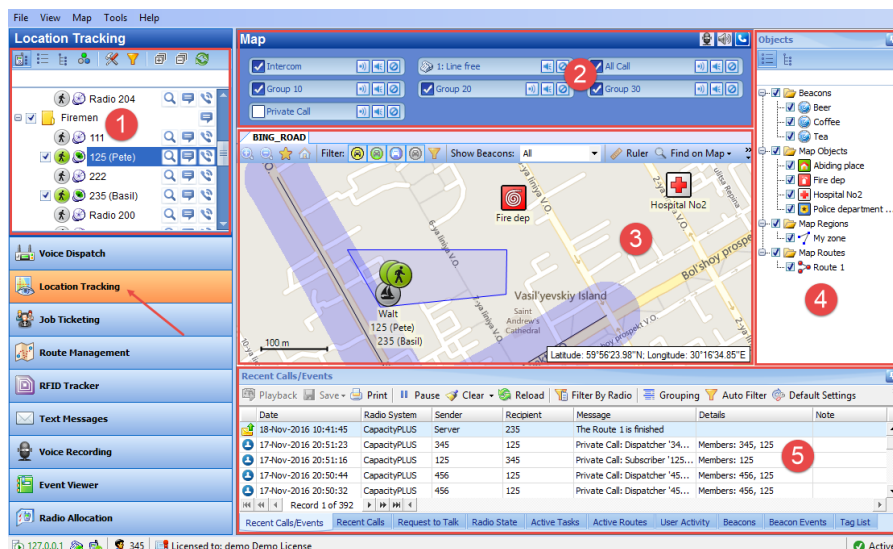 File View Map Tools Help
Location Tracking
Radio 204
Firemen
1
111
125 (Pete)
222
235 (Basil)
Radio 200
Voice Dispatch
Location Tracking
Job Ticketing
Route Management
RFID Tracker
Text Messages
Voice Recording
Event Viewer
Radio Allocation
Map
Intercom
1: Line free
2
All Call
Group 10
Group 20
Group 30
Private Call
BING_ROAD
Filter:
Show Beacons: All
Ruler
Find on Map
Fire dep
Hospital No2
3
6-ya liniya V.O.
Bol'shoy prospekt
Vasil'yevskiy Island
Saint
Andrew's
Cathedral
Walt
125 (Pete)
235 (Basil)
100 m
Latitude: 59°56'23.98"N; Longitude: 30°16'34.85"E
Objects
Beacons
Beer
Coffee
Tea
Map Objects
Abiding place
Fire dep
Hospital No2
Police department ...
Map Regions
My zone
Map Routes
Route 1
4
Recent Calls/Events
Playback Save Print Pause Clear Reload Filter By Radio Grouping Auto Filter Default Settings
Date Radio System Sender Recipient Message Details Note
18-Nov-2016 10:41:45 CapacityPLUS Server 235 The Route 1 is finished
17-Nov-2016 20:51:23 CapacityPLUS 345 125 Private Call: Dispatcher '34... Members: 345, 125
17-Nov-2016 20:51:16 CapacityPLUS 125 345 Private Call: Subscriber '125... Members: 125
17-Nov-2016 20:50:44 CapacityPLUS 456 125 Private Call: Dispatcher '45... Members: 456, 125
17-Nov-2016 20:50:32 CapacityPLUS 456 125 Private Call: Dispatcher '45... Members: 456, 125
5
Record 1 of 392
Recent Calls/Events Recent Calls Request to Talk Radio State Active Tasks Active Routes User Activity Beacons Beacon Events Tag List
127.0.0.1 345 Licensed to: demo Demo License Active